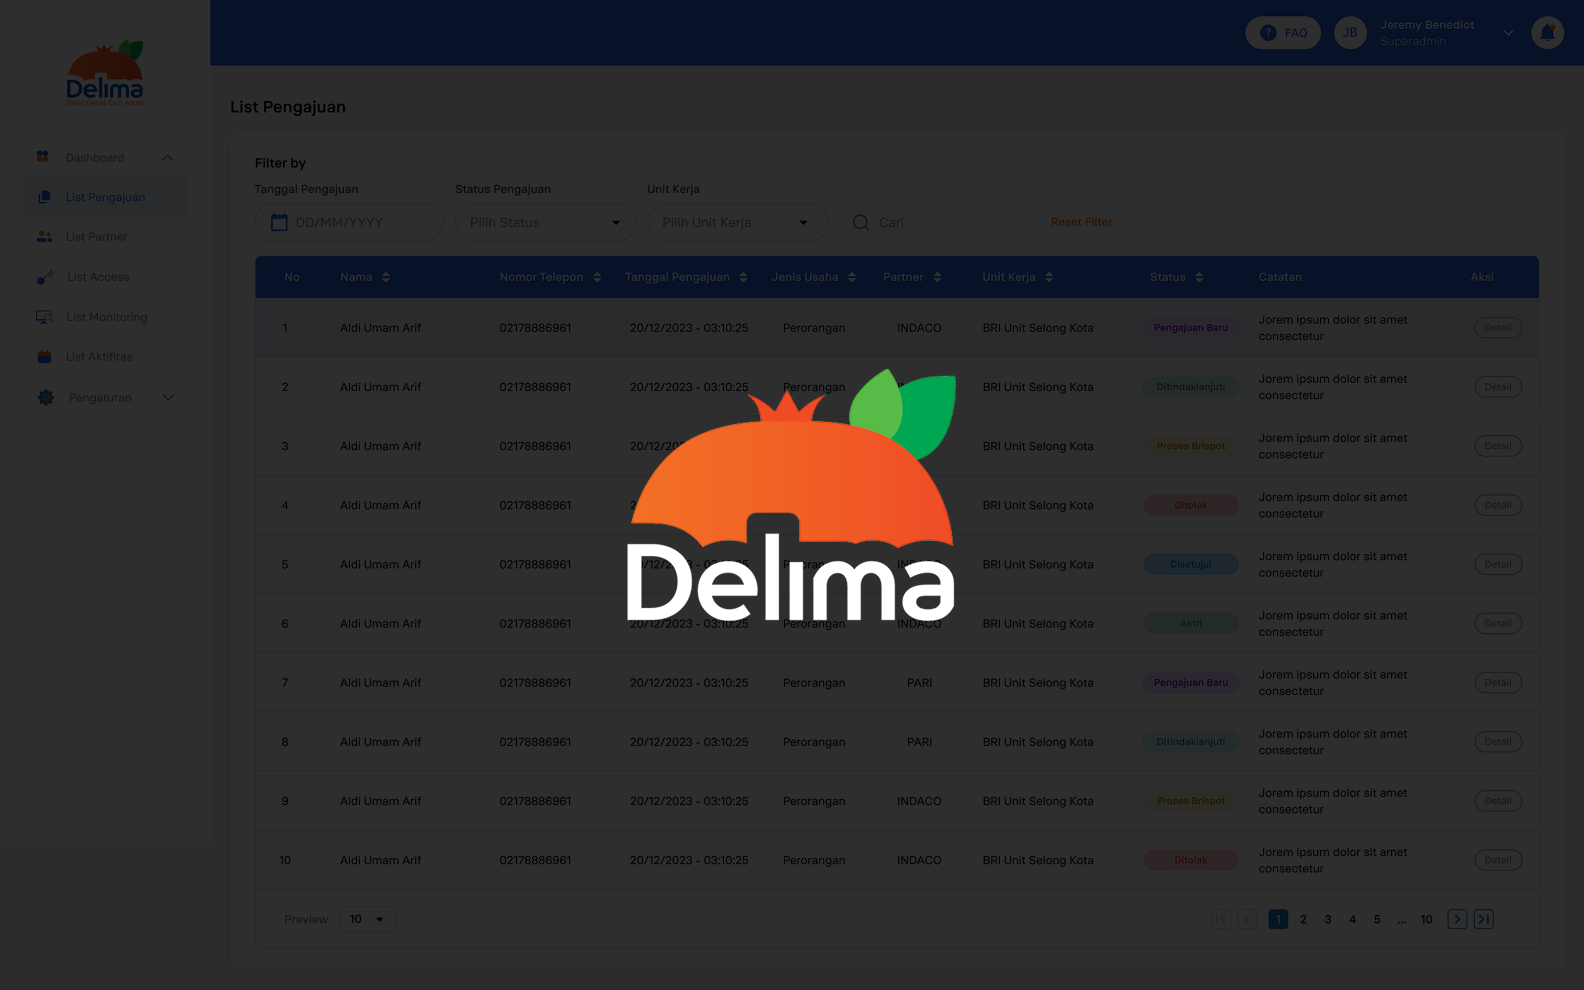 Delima
Dana Cepat Cicil Aman
FAQ
JB
Jeremy Benedict
Superadmin
Dashboard
List Pengajuan
List Partner
List Access
List Monitoring
List Aktifitas
Pengaturan
List Pengajuan
Filter by
Tanggal Pengajuan Status Pengajuan Unit Kerja
DD/MM/YYYY Pilih Status Pilih Unit Kerja Cari Reset Filter
No Nama Nomor Telepon Tanggal Pengajuan Jenis Usaha Partner Unit Kerja Status Catatan Aksi
1 Aldi Umam Arif 02178886961 20/12/2023 - 03:10:25 Perorangan INDACO BRI Unit Selong Kota Pengajuan Baru Jorem ipsum dolor sit amet consectetur Detail
2 Aldi Umam Arif 02178886961 20/12/2023 - 03:10:25 Perorangan BRI Unit Selong Kota Ditindaklanjuti Jorem ipsum dolor sit amet consectetur Detail
3 Aldi Umam Arif 02178886961 20/12/20 BRI Unit Selong Kota Proses Brispot Jorem ipsum dolor sit amet consectetur Detail
4 Aldi Umam Arif 02178886961 2 BRI Unit Selong Kota Ditolak Jorem ipsum dolor sit amet consectetur Detail
5 Aldi Umam Arif 02178886961 BRI Unit Selong Kota Disetujui Jorem ipsum dolor sit amet consectetur Detail
Delima
6 Aldi Umam Arif 02178886961 20/12/2023 - 03:10:25 Perorangan INDACO BRI Unit Selong Kota Aktif Jorem ipsum dolor sit amet consectetur Detail
7 Aldi Umam Arif 02178886961 20/12/2023 - 03:10:25 Perorangan PARI BRI Unit Selong Kota Pengajuan Baru Jorem ipsum dolor sit amet consectetur Detail
8 Aldi Umam Arif 02178886961 20/12/2023 - 03:10:25 Perorangan PARI BRI Unit Selong Kota Ditindaklanjuti Jorem ipsum dolor sit amet consectetur Detail
9 Aldi Umam Arif 02178886961 20/12/2023 - 03:10:25 Perorangan INDACO BRI Unit Selong Kota Proses Brispot Jorem ipsum dolor sit amet consectetur Detail
10 Aldi Umam Arif 02178886961 20/12/2023 - 03:10:25 Perorangan INDACO BRI Unit Selong Kota Ditolak Jorem ipsum dolor sit amet consectetur Detail
Preview 10 1 2 3 4 5 ... 10